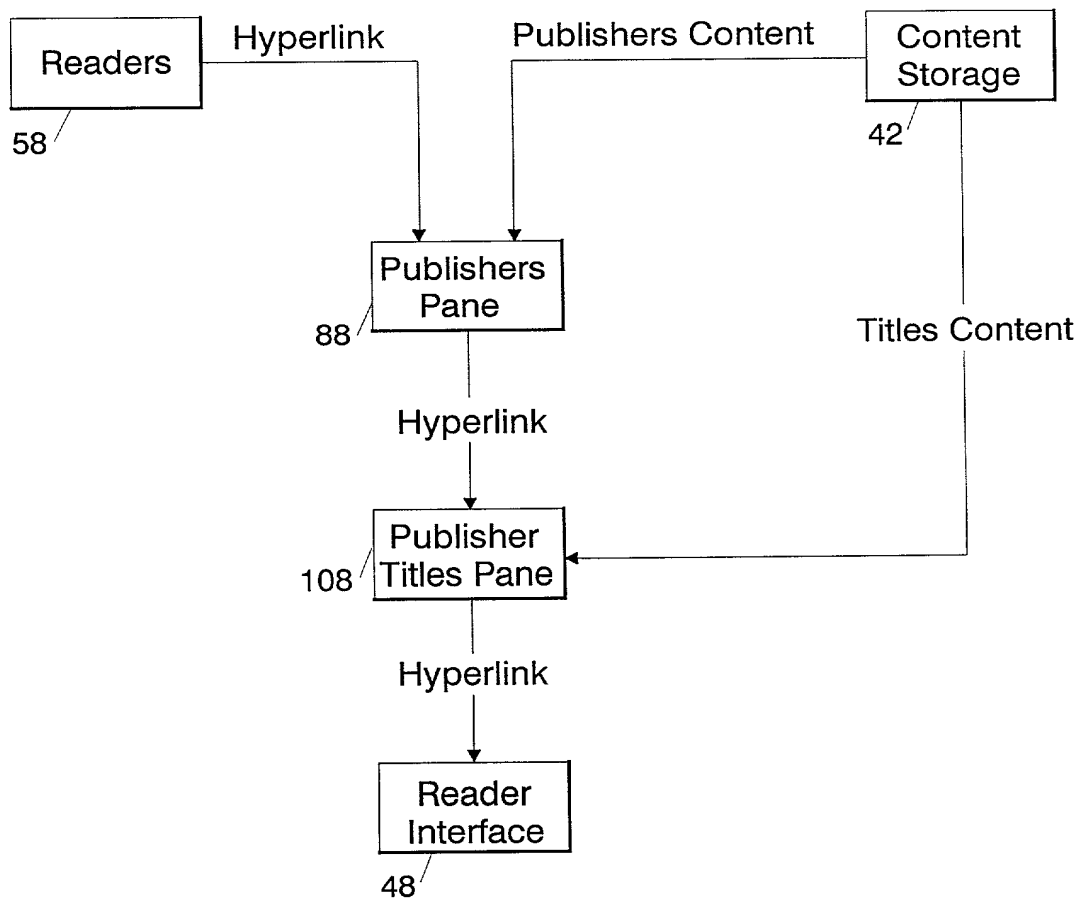 Hyperlink
Publishers Content
Readers
Content
Storage
58
42
Publishers
Pane
88
Titles Content
Hyperlink
Publisher
Titles Pane
108
Hyperlink
Reader
Interface
48